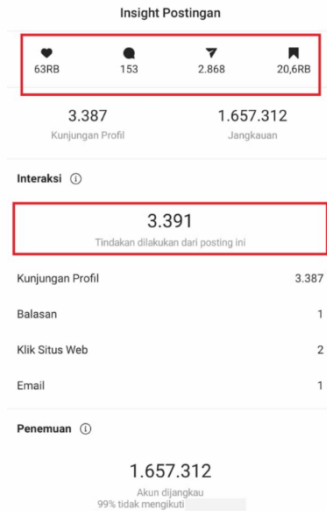 Insight Postingan
63RB 153 2.868 20,6RB
3.387 1.657.312
Kunjungan Profil Jangkauan
Interaksi
3.391
Tindakan dilakukan dari posting ini
Kunjungan Profil 3.387
Balasan 1
Klik Situs Web 2
Email 1
Penemuan
1.657.312
Akun dijangkau
99% tidak mengikuti